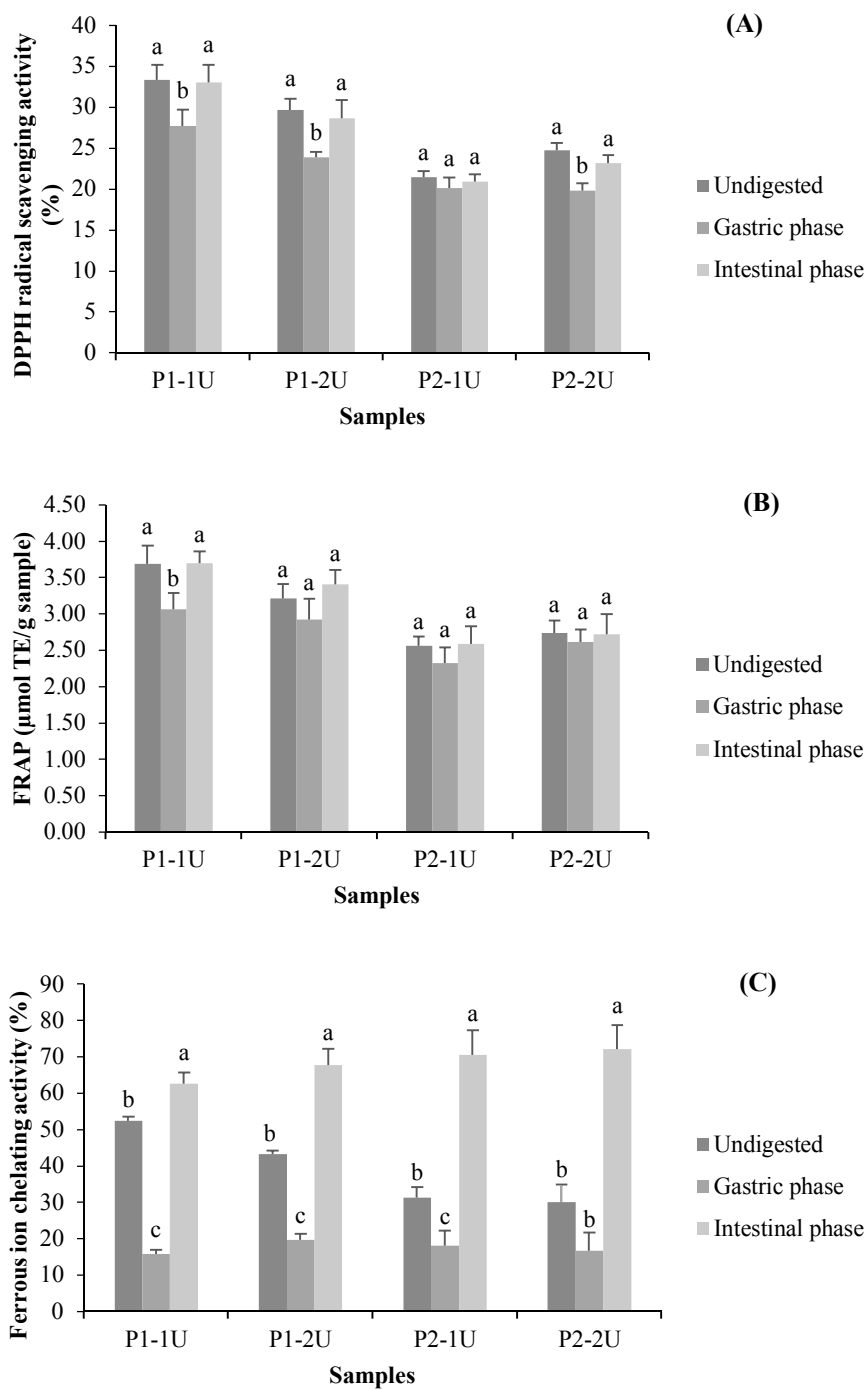 (A)
DPPH radical scavenging activity
(%)
40
35
30
25
20
15
10
5
0
a b a
a b a
a a a
a b a
P1-1U P1-2U P2-1U P2-2U
Samples
Undigested
Gastric phase
Intestinal phase
(B)
FRAP (µmol TE/g sample)
4.50
4.00
3.50
3.00
2.50
2.00
1.50
1.00
0.50
0.00
a b a
a a a
a a a
a a a
P1-1U P1-2U P2-1U P2-2U
Samples
Undigested
Gastric phase
Intestinal phase
(C)
Ferrous ion chelating activity (%)
90
80
70
60
50
40
30
20
10
0
b c a
b c a
b c a
b b a
P1-1U P1-2U P2-1U P2-2U
Samples
Undigested
Gastric phase
Intestinal phase